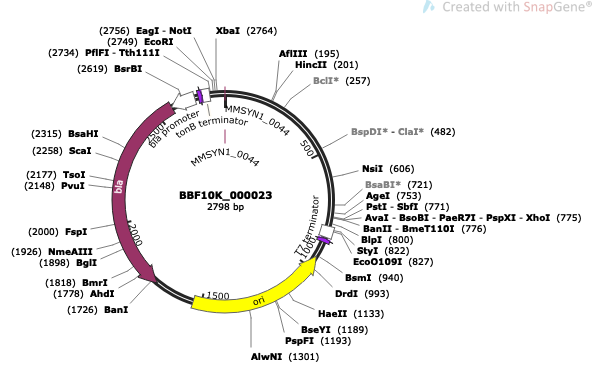 Created with SnapGene®
(2756) EagI - NotI
(2749) EcoRI
(2734) PflFI - Tth111I
(2619) BsrBI
XbaI (2764)
AflIII (195)
HincII (201)
BclI* (257)
BspDI* - ClaI* (482)
NsiI (606)
BsaBI* (721)
AgeI (753)
PstI - SbfI (771)
AvaI - BsoBI - PaeR7I - PspXI - XhoI (775)
BanII - BmeT110I (776)
BlpI (800)
StyI (822)
EcoO109I (827)
BsmI (940)
DrdI (993)
HaeII (1133)
BseYI (1189)
PspFI (1193)
AlwNI (1301)
(2315) BsaHI
(2258) ScaI
(2177) TsoI
(2148) PvuI
(2000) FspI
(1926) NmeAIII
(1898) BglI
(1818) BmrI
(1778) AhdI
(1726) BanI
bla promoter
tonB terminator
MMSYN1_0044
MMSYN1_0044
T7 terminator
bla
ori
500
1000
1500
2000
2500
BBF10K_000023
2798 bp